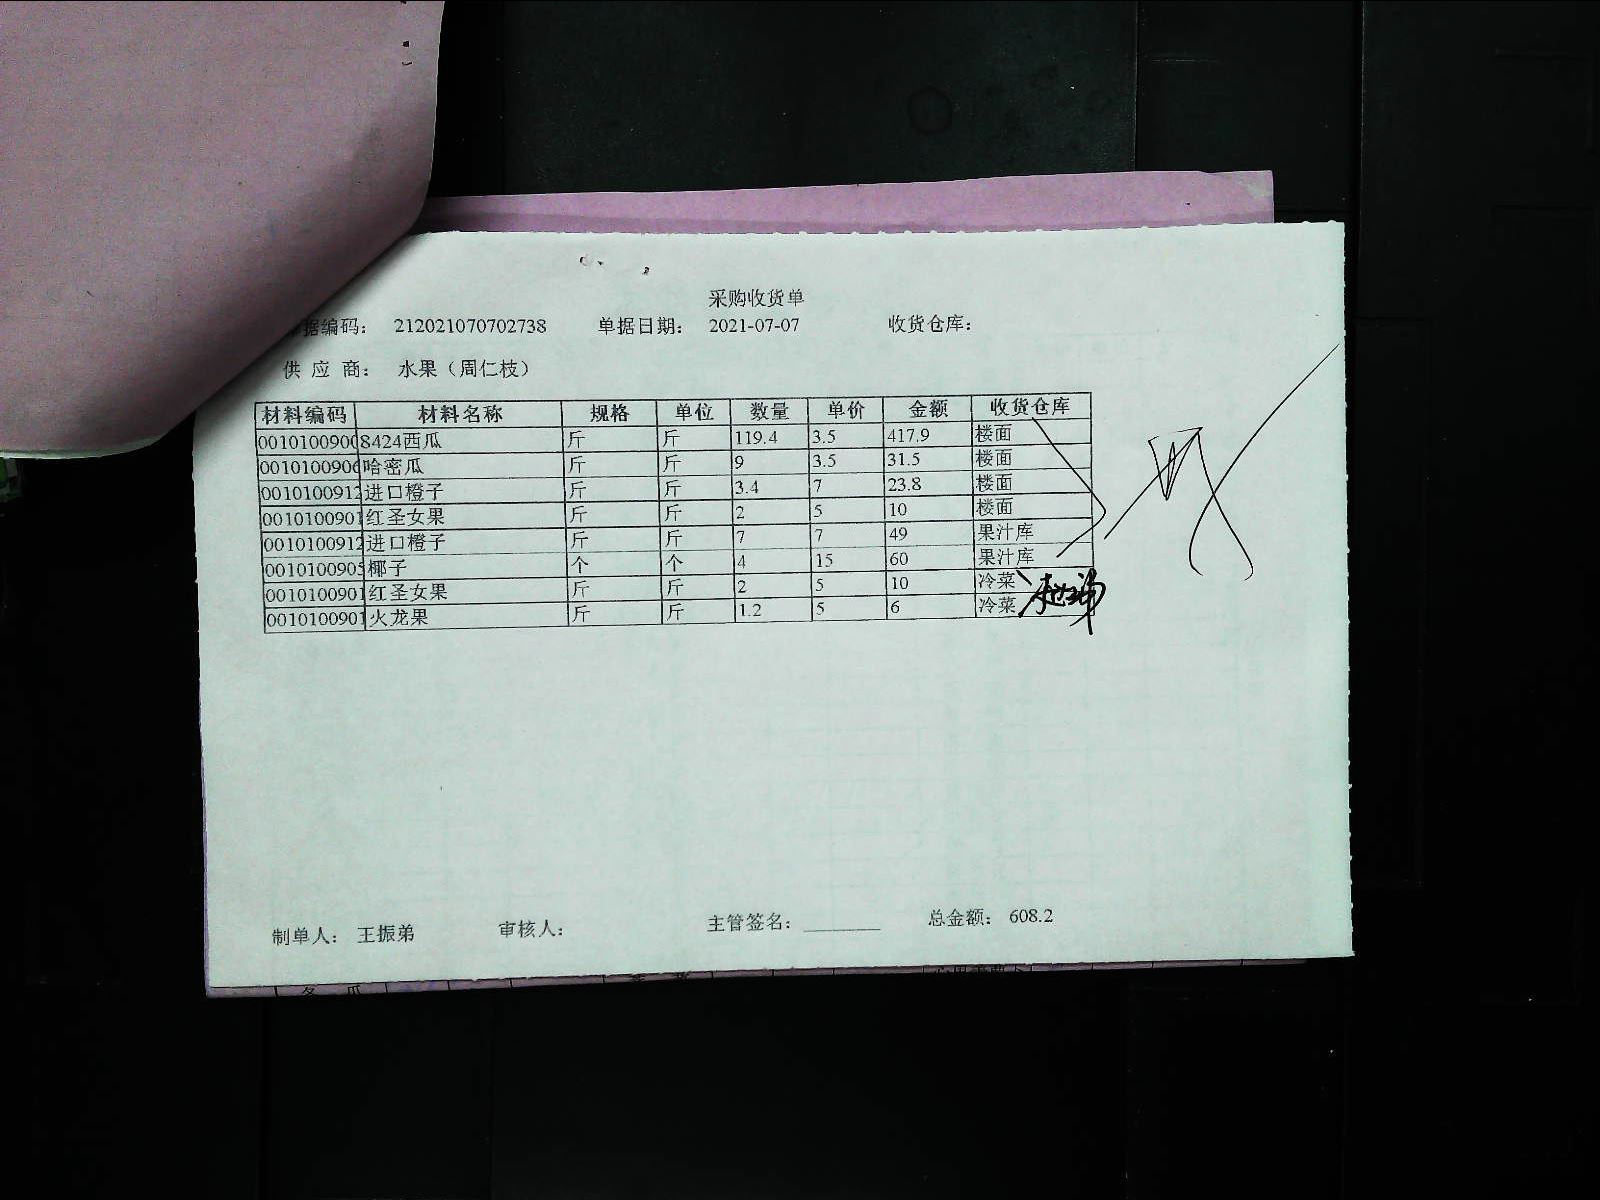 采购收货单
据编码： 212021070702738 单据日期： 2021-07-07 收货仓库：
供 应 商： 水果（周仁枝）
材料编码 材料名称 规格 单位 数量 单价 金额 收货仓库
0010100900 8424西瓜 斤 斤 119.4 3.5 417.9 楼面
0010100906 哈密瓜 斤 斤 9 3.5 31.5 楼面
0010100912 进口橙子 斤 斤 3.4 7 23.8 楼面
0010100901 红圣女果 斤 斤 2 5 10 楼面
0010100912 进口橙子 斤 斤 7 7 49 果汁库
0010100905 椰子 个 个 4 15 60 果汁库
0010100901 红圣女果 斤 斤 2 5 10 冷菜
0010100901 火龙果 斤 斤 1.2 5 6 冷菜
制单人： 王振弟 审核人： 主管签名： 总金额： 608.2